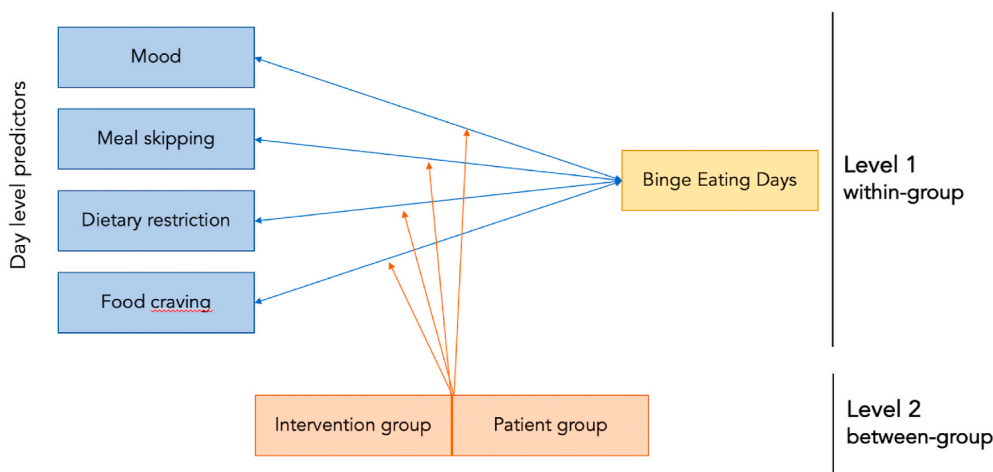 Day level predictors
Mood
Meal skipping
Dietary restriction
Food craving
Binge Eating Days
Level 1
within-group
Intervention group
Patient group
Level 2
between-group